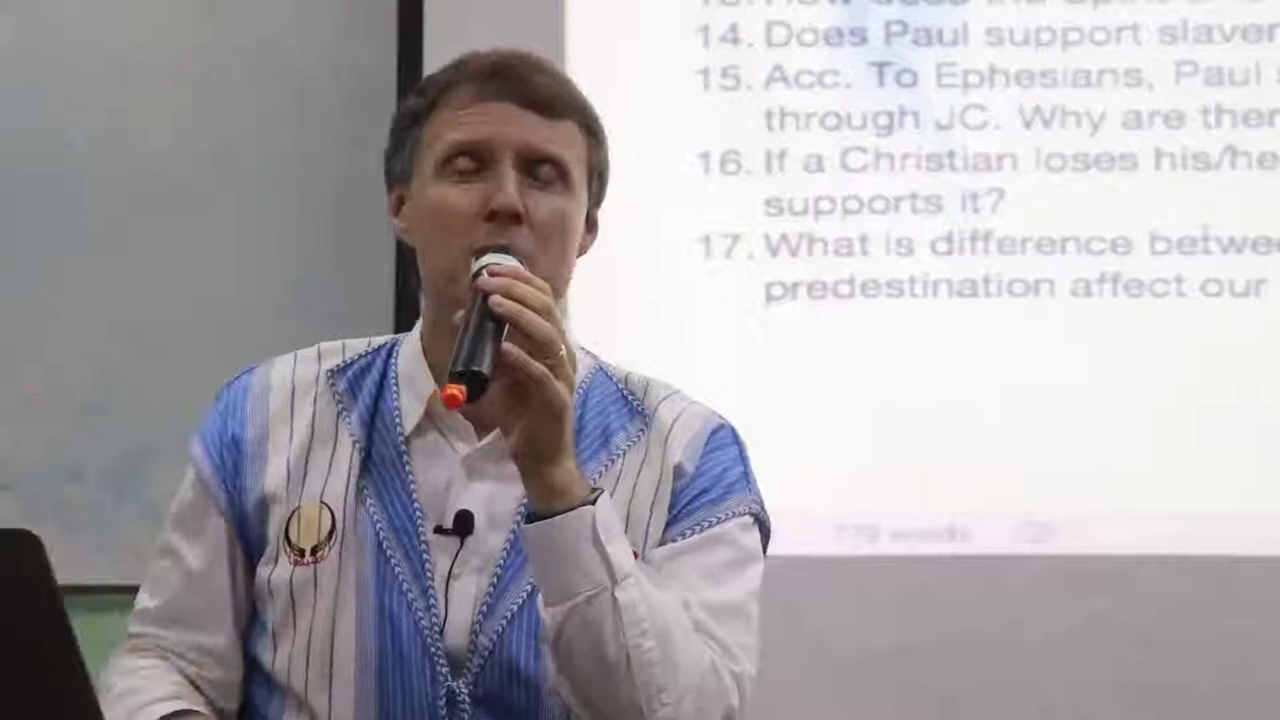 14. Does Paul support slaver
15. Acc. To Ephesians, Paul
through JC. Why are ther
16. If a Christian loses his/he
supports it?
17. What is difference betwee
predestination affect our